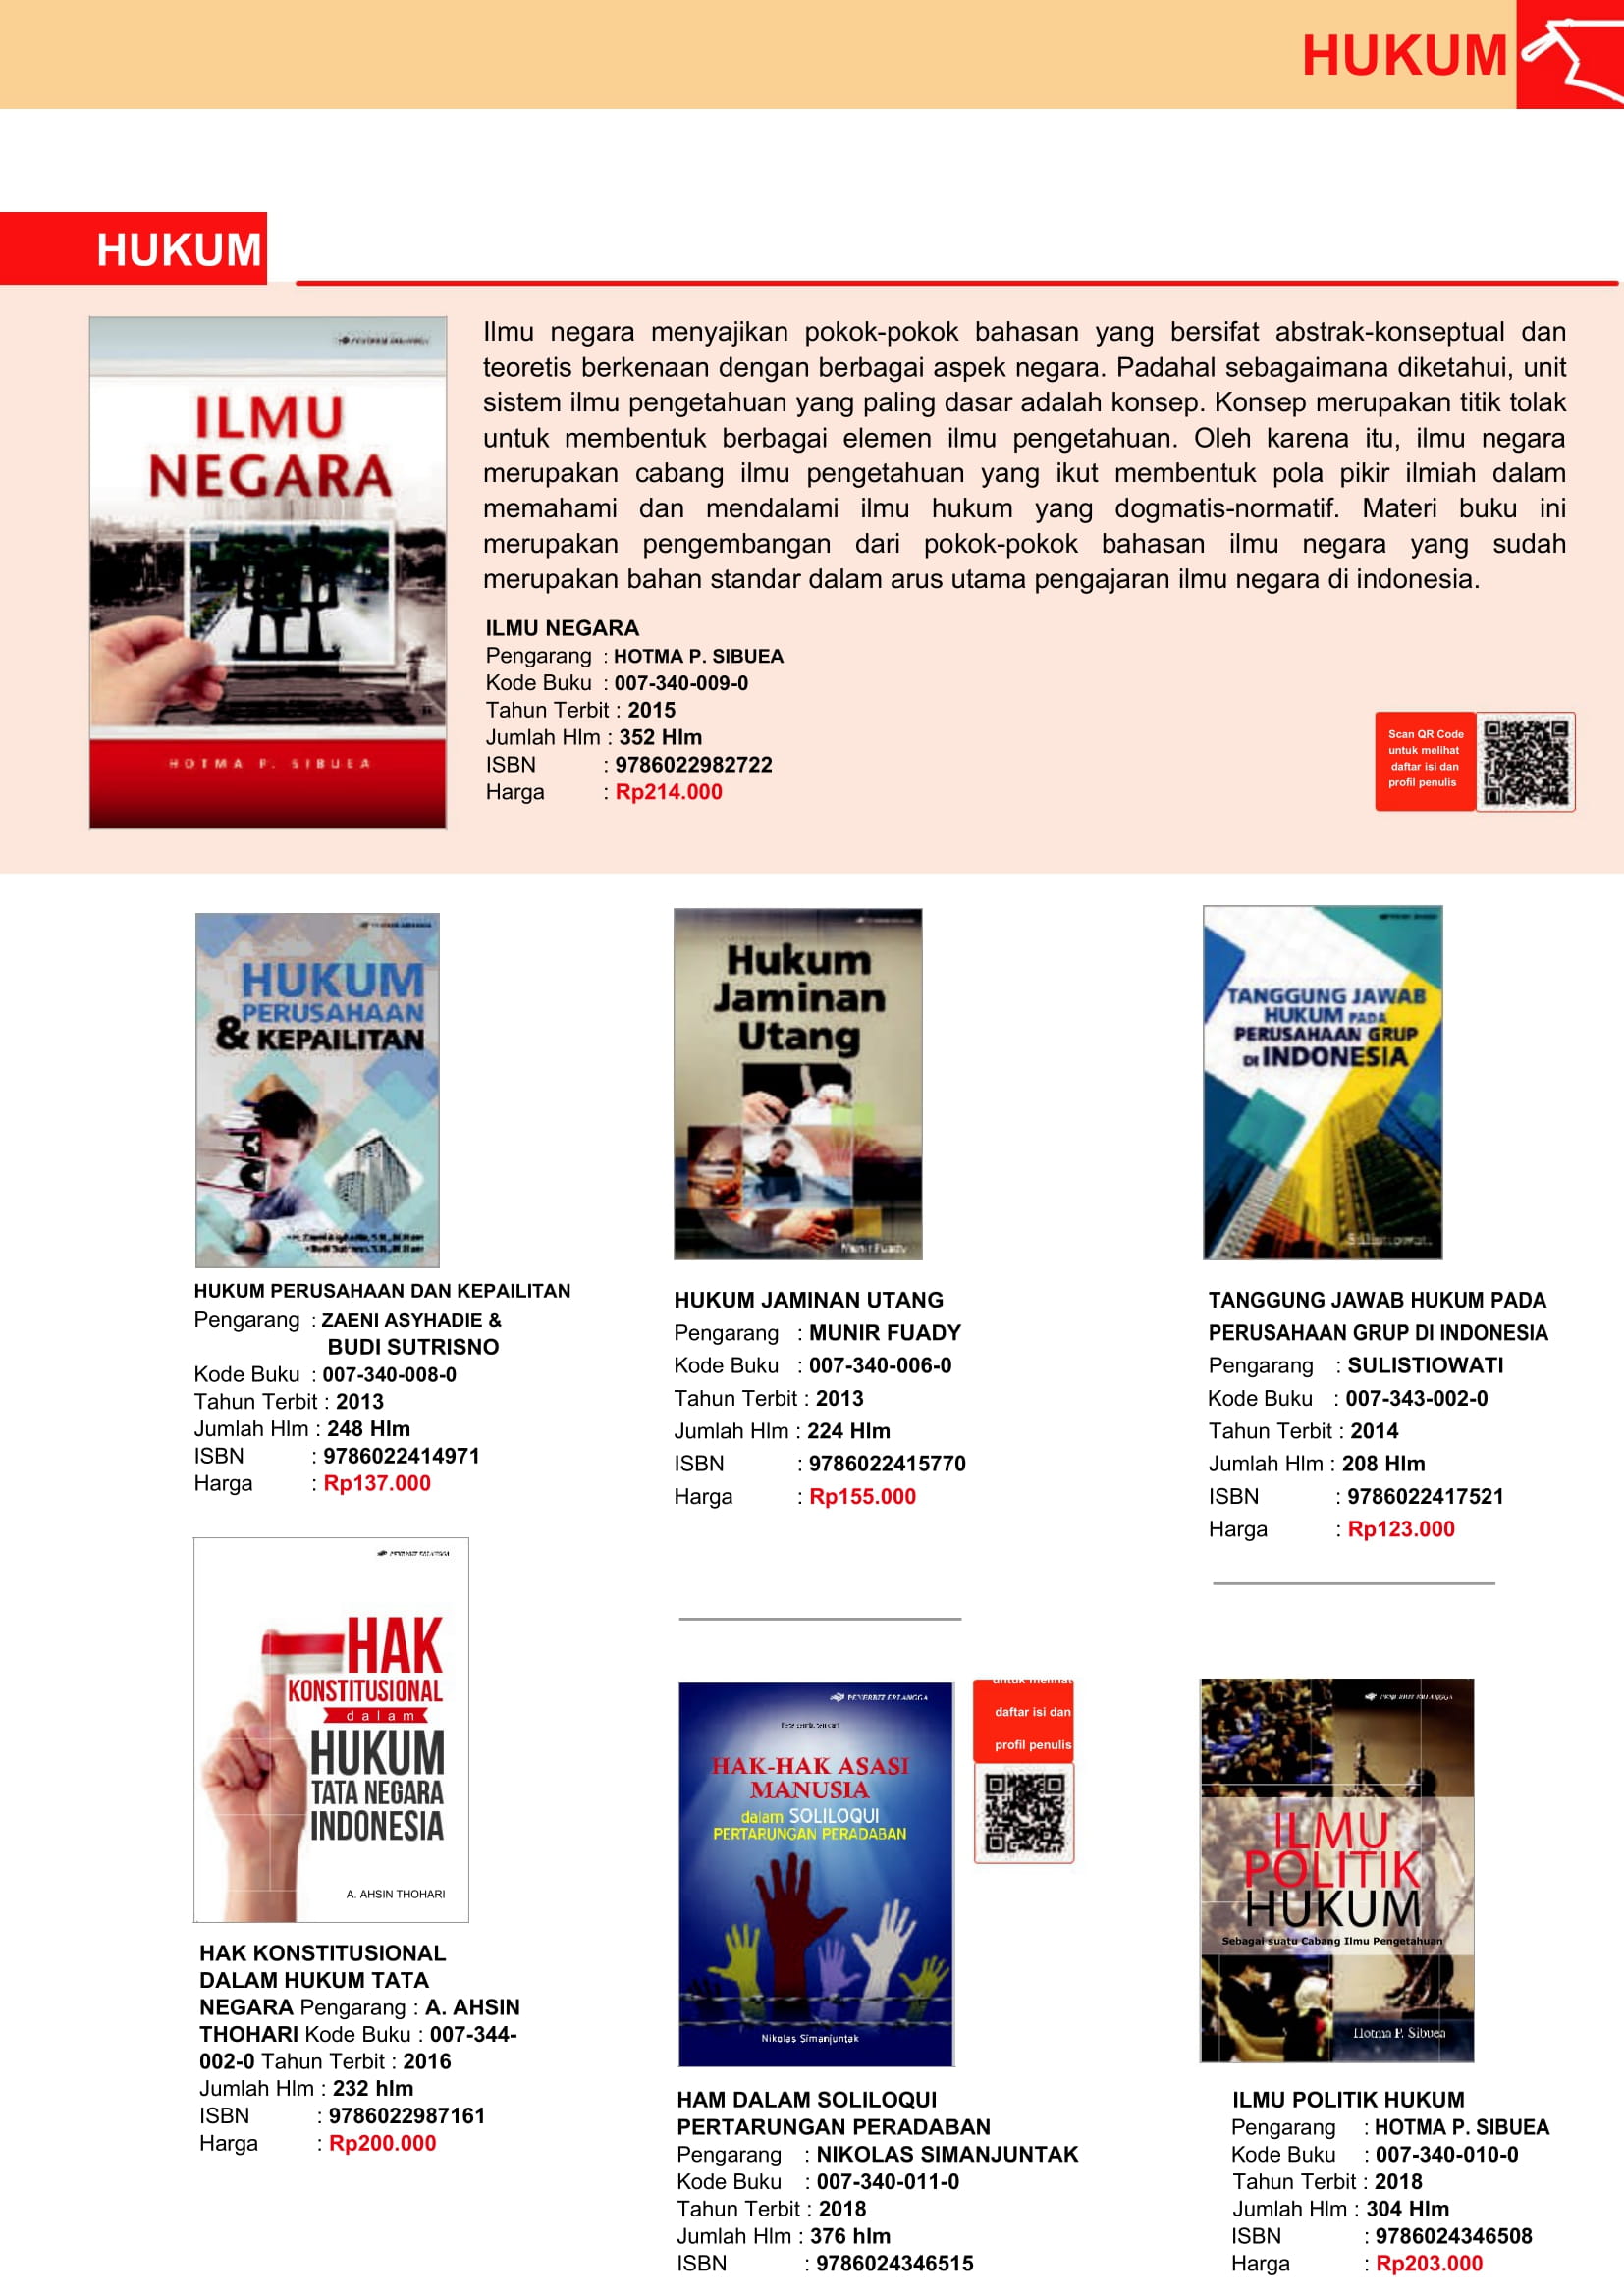 HUKUM
HUKUM
PENERBIT ERLANGGA
ILMU
NEGARA
HOTMA P. SIBUEA
Ilmu negara menyajikan pokok-pokok bahasan yang bersifat abstrak-konseptual dan
teoretis berkenaan dengan berbagai aspek negara. Padahal sebagaimana diketahui, unit
sistem ilmu pengetahuan yang paling dasar adalah konsep. Konsep merupakan titik tolak
untuk membentuk berbagai elemen ilmu pengetahuan. Oleh karena itu, ilmu negara
merupakan cabang ilmu pengetahuan yang ikut membentuk pola pikir ilmiah dalam
memahami dan mendalami ilmu hukum yang dogmatis-normatif. Materi buku ini
merupakan pengembangan dari pokok-pokok bahasan ilmu negara yang sudah
merupakan bahan standar dalam arus utama pengajaran ilmu negara di indonesia.
ILMU NEGARA
Pengarang : HOTMA P. SIBUEA
Kode Buku : 007-340-009-0
Tahun Terbit : 2015
Jumlah Hlm : 352 Hlm
ISBN : 9786022982722
Harga : Rp214.000
Scan QR Code
untuk melihat
daftar isi dan
profil penulis
HUKUM
PERUSAHAAN
& KEPAILITAN
HUKUM PERUSAHAAN DAN KEPAILITAN
Pengarang : ZAENI ASYHADIE &
BUDI SUTRISNO
Kode Buku : 007-340-008-0
Tahun Terbit : 2013
Jumlah Hlm : 248 Hlm
ISBN : 9786022414971
Harga : Rp137.000
Hukum
Jaminan
Utang
Munir Fuady
HUKUM JAMINAN UTANG
Pengarang : MUNIR FUADY
Kode Buku : 007-340-006-0
Tahun Terbit : 2013
Jumlah Hlm : 224 Hlm
ISBN : 9786022415770
Harga : Rp155.000
TANGGUNG JAWAB
HUKUM PADA
PERUSAHAAN GRUP
DI INDONESIA
Sulistiowati
TANGGUNG JAWAB HUKUM PADA
PERUSAHAAN GRUP DI INDONESIA
Pengarang : SULISTIOWATI
Kode Buku : 007-343-002-0
Tahun Terbit : 2014
Jumlah Hlm : 208 Hlm
ISBN : 9786022417521
Harga : Rp123.000
PENERBIT ERLANGGA
HAK
KONSTITUSIONAL
dalam
HUKUM
TATA NEGARA
INDONESIA
A. AHSIN THOHARI
HAK KONSTITUSIONAL
DALAM HUKUM TATA
NEGARA Pengarang : A. AHSIN
THOHARI Kode Buku : 007-344-
002-0 Tahun Terbit : 2016
Jumlah Hlm : 232 hlm
ISBN : 9786022987161
Harga : Rp200.000
PENERBIT ERLANGGA
HAK-HAK ASASI
MANUSIA
dalam SOLILOQUI
PERTARUNGAN PERADABAN
Nikolas Simanjuntak
untuk melihat
daftar isi dan
profil penulis
HAM DALAM SOLILOQUI
PERTARUNGAN PERADABAN
Pengarang : NIKOLAS SIMANJUNTAK
Kode Buku : 007-340-011-0
Tahun Terbit : 2018
Jumlah Hlm : 376 hlm
ISBN : 9786024346515
PENERBIT ERLANGGA
ILMU
POLITIK
HUKUM
Sebagai suatu Cabang Ilmu Pengetahuan
Hotma P. Sibuea
ILMU POLITIK HUKUM
Pengarang : HOTMA P. SIBUEA
Kode Buku : 007-340-010-0
Tahun Terbit : 2018
Jumlah Hlm : 304 Hlm
ISBN : 9786024346508
Harga : Rp203.000